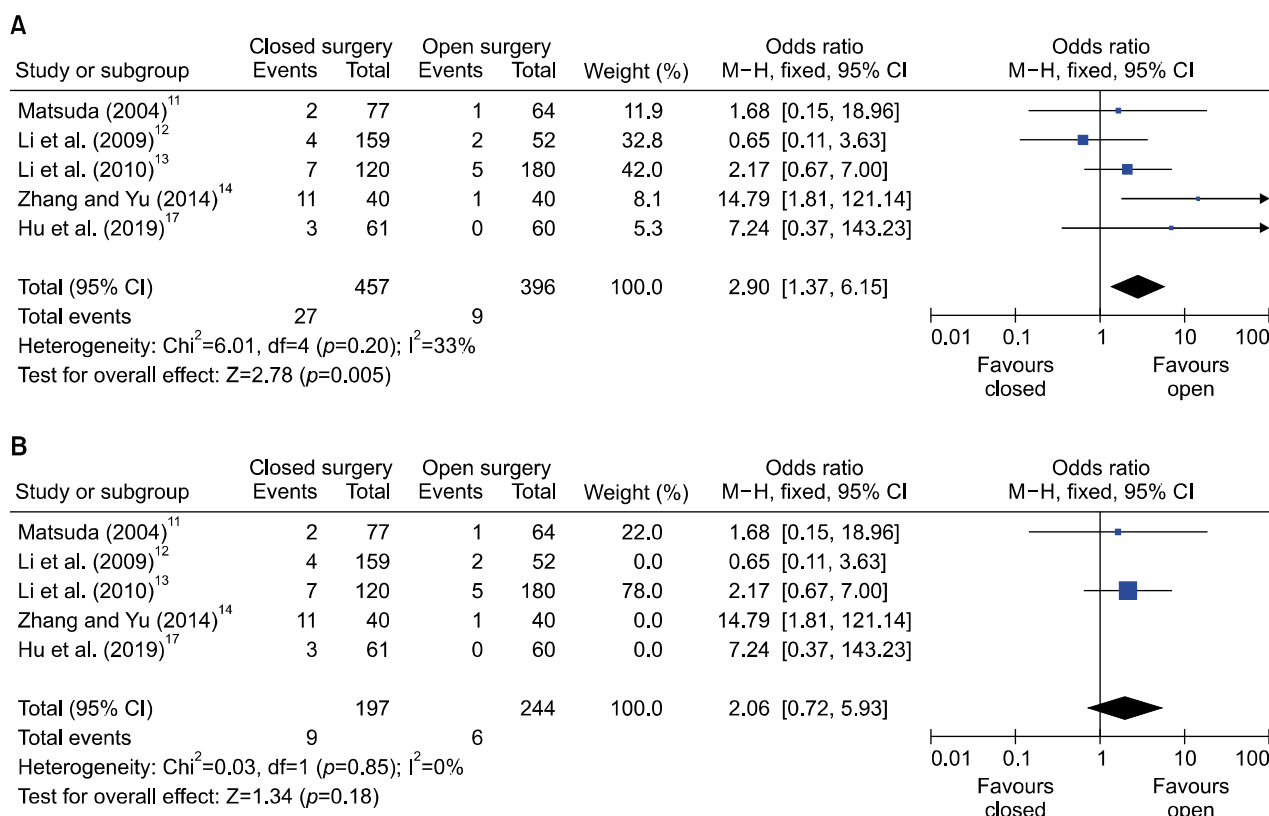 A
Closed surgery Open surgery Odds ratio Odds ratio
Study or subgroup Events Total Events Total Weight (%) M−H, fixed, 95% CI M−H, fixed, 95% CI
Matsuda (2004)11 2 77 1 64 11.9 1.68 [0.15, 18.96]
Li et al. (2009)12 4 159 2 52 32.8 0.65 [0.11, 3.63]
Li et al. (2010)13 7 120 5 180 42.0 2.17 [0.67, 7.00]
Zhang and Yu (2014)14 11 40 1 40 8.1 14.79 [1.81, 121.14]
Hu et al. (2019)17 3 61 0 60 5.3 7.24 [0.37, 143.23]
Total (95% CI) 457 396 100.0 2.90 [1.37, 6.15]
Total events 27 9
Heterogeneity: Chi2=6.01, df=4 (p=0.20); I2=33%
Test for overall effect: Z=2.78 (p=0.005)
0.01 0.1 1 10 100
Favours closed Favours open
B
Closed surgery Open surgery Odds ratio Odds ratio
Study or subgroup Events Total Events Total Weight (%) M−H, fixed, 95% CI M−H, fixed, 95% CI
Matsuda (2004)11 2 77 1 64 22.0 1.68 [0.15, 18.96]
Li et al. (2009)12 4 159 2 52 0.0 0.65 [0.11, 3.63]
Li et al. (2010)13 7 120 5 180 78.0 2.17 [0.67, 7.00]
Zhang and Yu (2014)14 11 40 1 40 0.0 14.79 [1.81, 121.14]
Hu et al. (2019)17 3 61 0 60 0.0 7.24 [0.37, 143.23]
Total (95% CI) 197 244 100.0 2.06 [0.72, 5.93]
Total events 9 6
Heterogeneity: Chi2=0.03, df=1 (p=0.85); I2=0%
Test for overall effect: Z=1.34 (p=0.18)
0.01 0.1 1 10 100
Favours closed Favours open